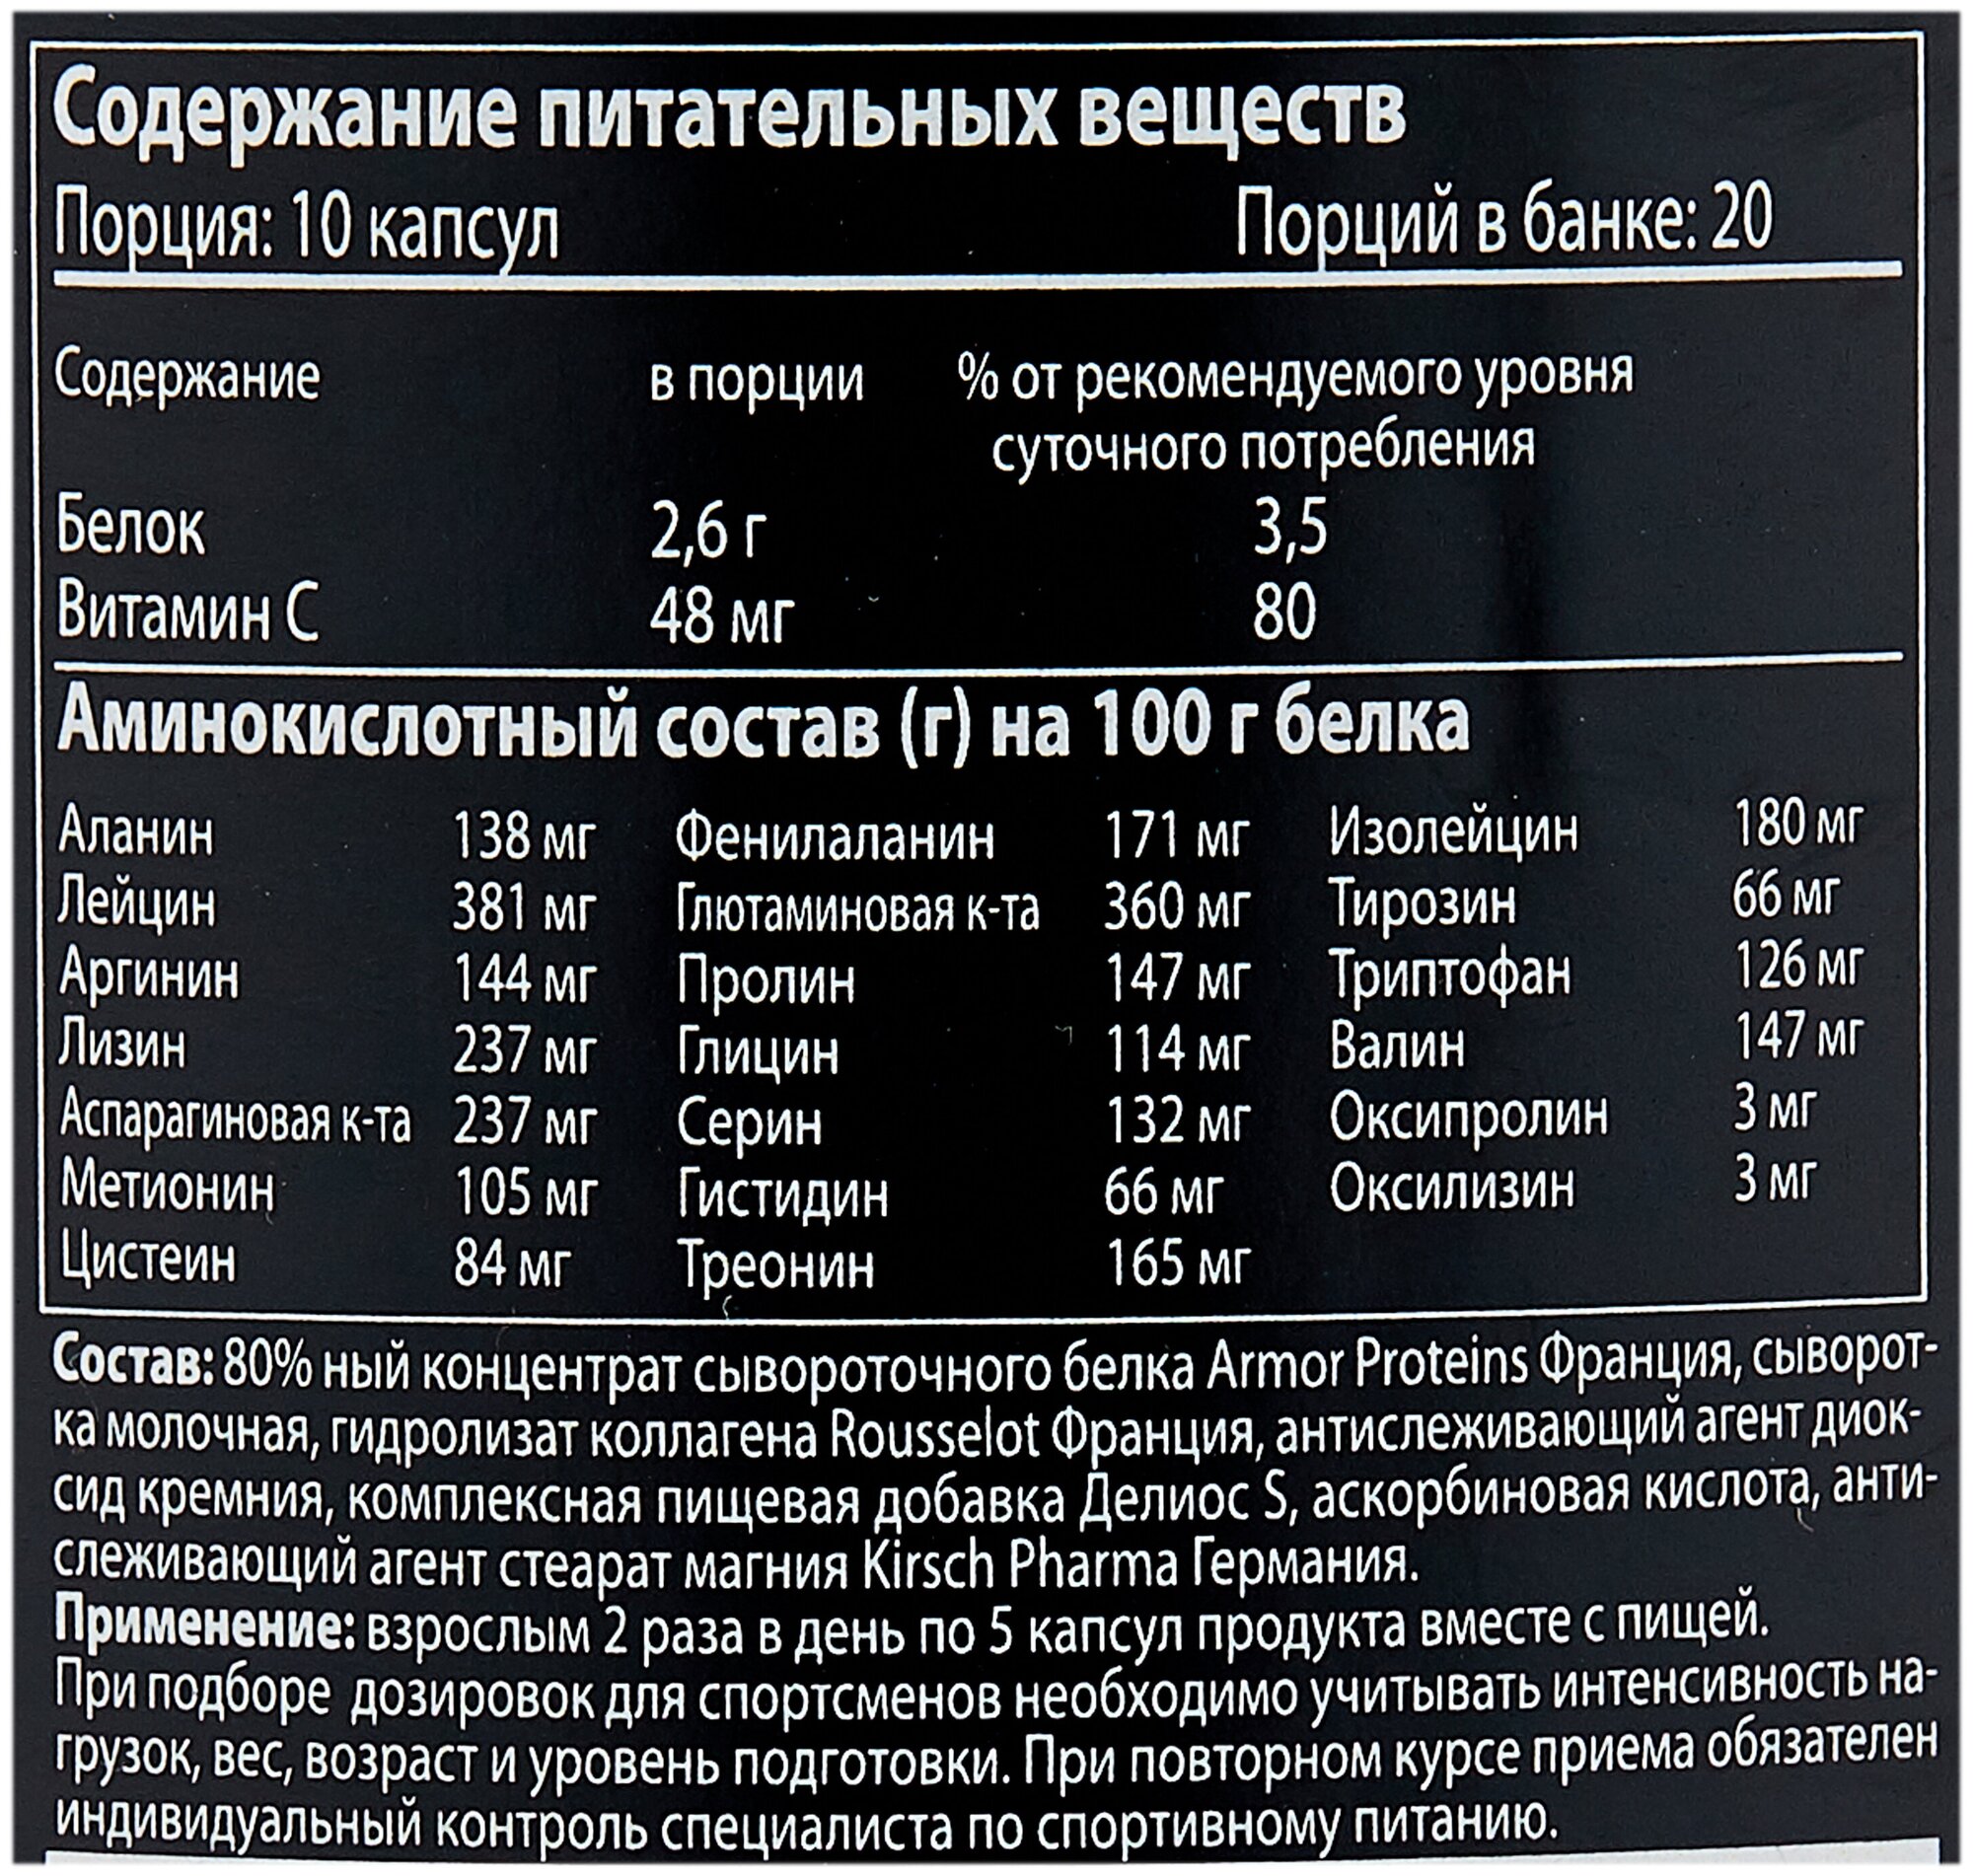 Содержание питательных веществ
Порция: 10 капсул Порций в банке: 20
Содержание в порции % от рекомендуемого уровня
суточного потребления
Белок 2,6 г 3,5
Витамин С 48 мг 80
Аминокислотный состав (г) на 100 г белка
Аланин 138 мг Фенилаланин 171 мг Изолейцин 180 мг
Лейцин 381 мг Глютаминовая к-та 360 мг Тирозин 66 мг
Аргинин 144 мг Пролин 147 мг Триптофан 126 мг
Лизин 237 мг Глицин 114 мг Валин 147 мг
Аспарагиновая к-та 237 мг Серин 132 мг Оксипролин 3 мг
Метионин 105 мг Гистидин 66 мг Оксилизин 3 мг
Цистеин 84 мг Треонин 165 мг
Состав: 80% ный концентрат сывороточного белка Armor Proteins Франция, сыворот-
ка молочная, гидролизат коллагена Rousselot Франция, антислеживающий агент диок-
сид кремния, комплексная пищевая добавка Делиос S, аскорбиновая кислота, анти-
слеживающий агент стеарат магния Kirsch Pharma Германия.
Применение: взрослым 2 раза в день по 5 капсул продукта вместе с пищей.
При подборе дозировок для спортсменов необходимо учитывать интенсивность на-
грузок, вес, возраст и уровень подготовки. При повторном курсе приема обязателен
индивидуальный контроль специалиста по спортивному питанию.